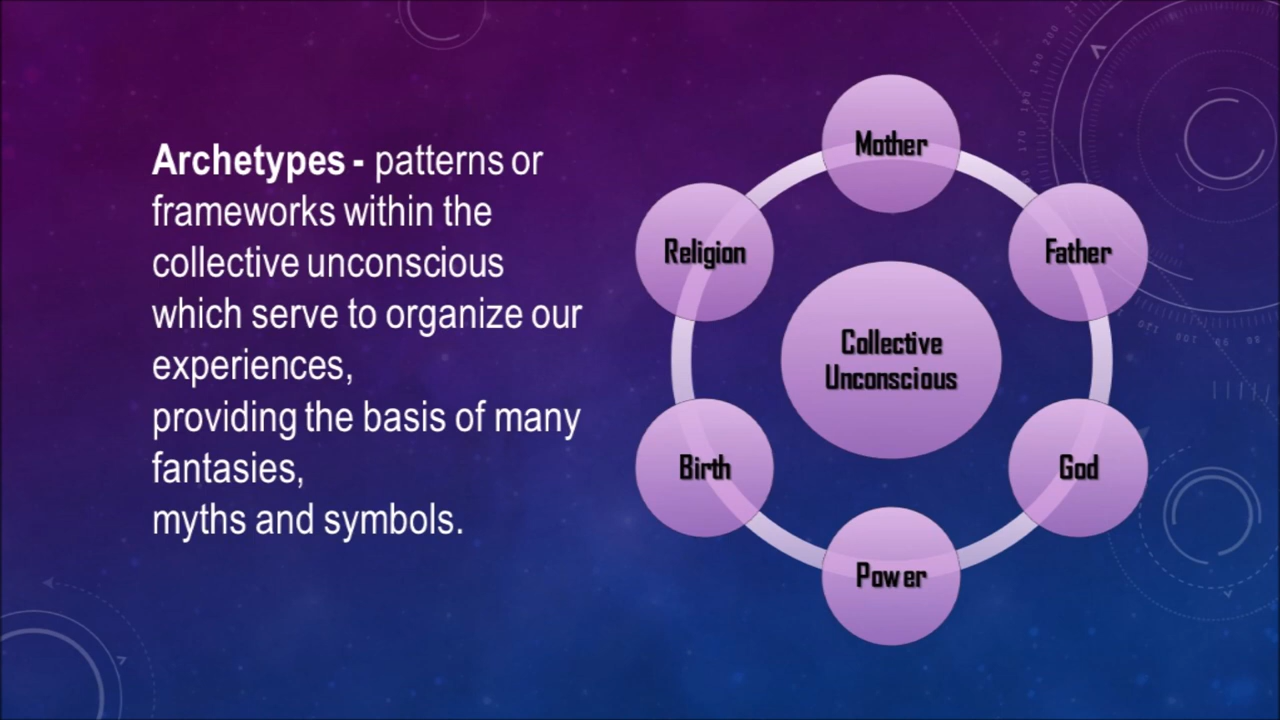 Archetypes - patterns or
frameworks within the
collective unconscious
which serve to organize our
experiences,
providing the basis of many
fantasies,
myths and symbols.
Mother
Father
God
Power
Birth
Religion
Collective
Unconscious